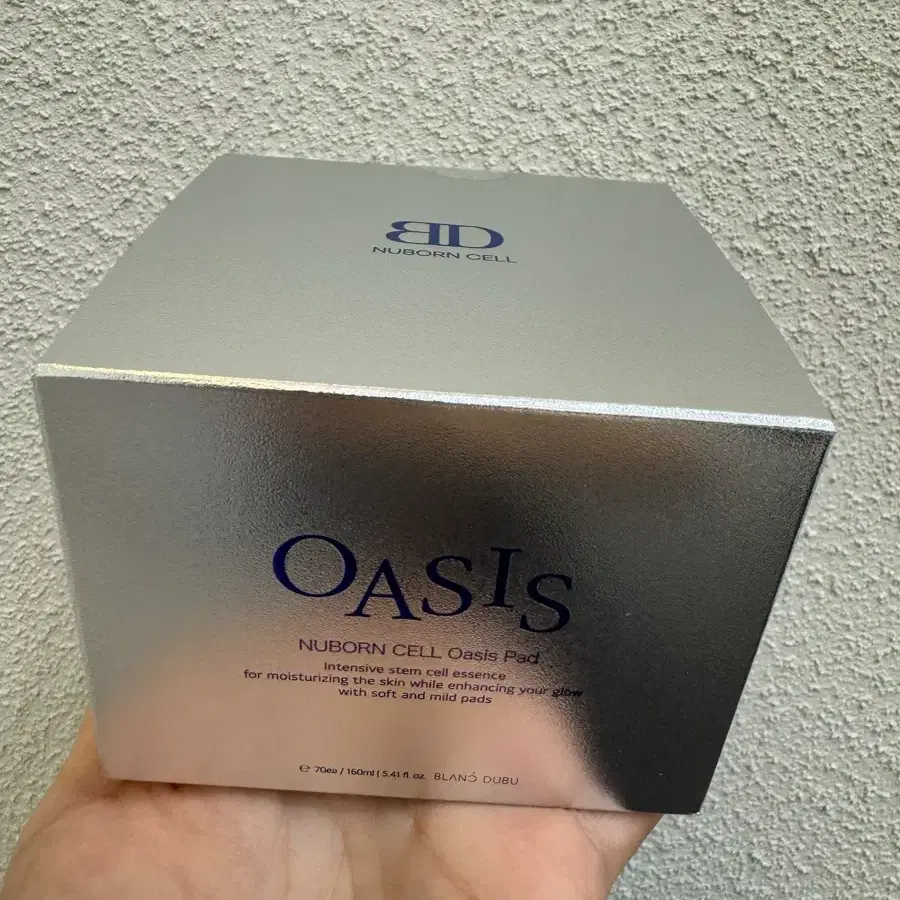 BD
NUBORN CELL
OASIS
NUBORN CELL Oasis Pad
Intensive stem cell essence
for moisturizing the skin while enhancing your glow
with soft and mild pads
℮ 70ea / 160ml | 5.41 fl. oz. BLANĆ DUBU